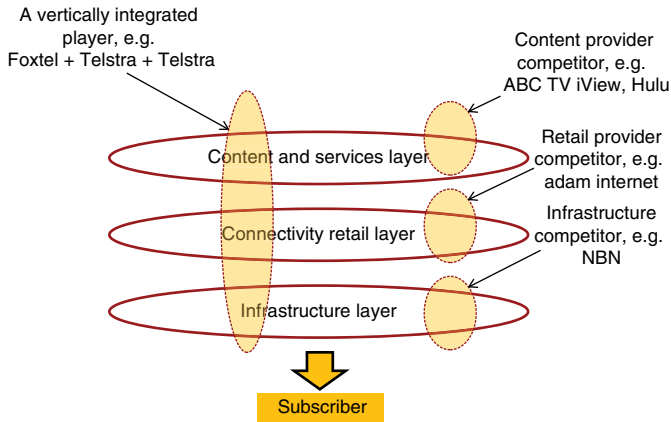 A vertically integrated
player, e.g.
Foxtel + Telstra + Telstra
Content provider
competitor, e.g.
ABC TV iView, Hulu
Content and services layer
Retail provider
competitor, e.g.
adam internet
Connectivity retail layer
Infrastructure
competitor, e.g.
NBN
Infrastructure layer
Subscriber